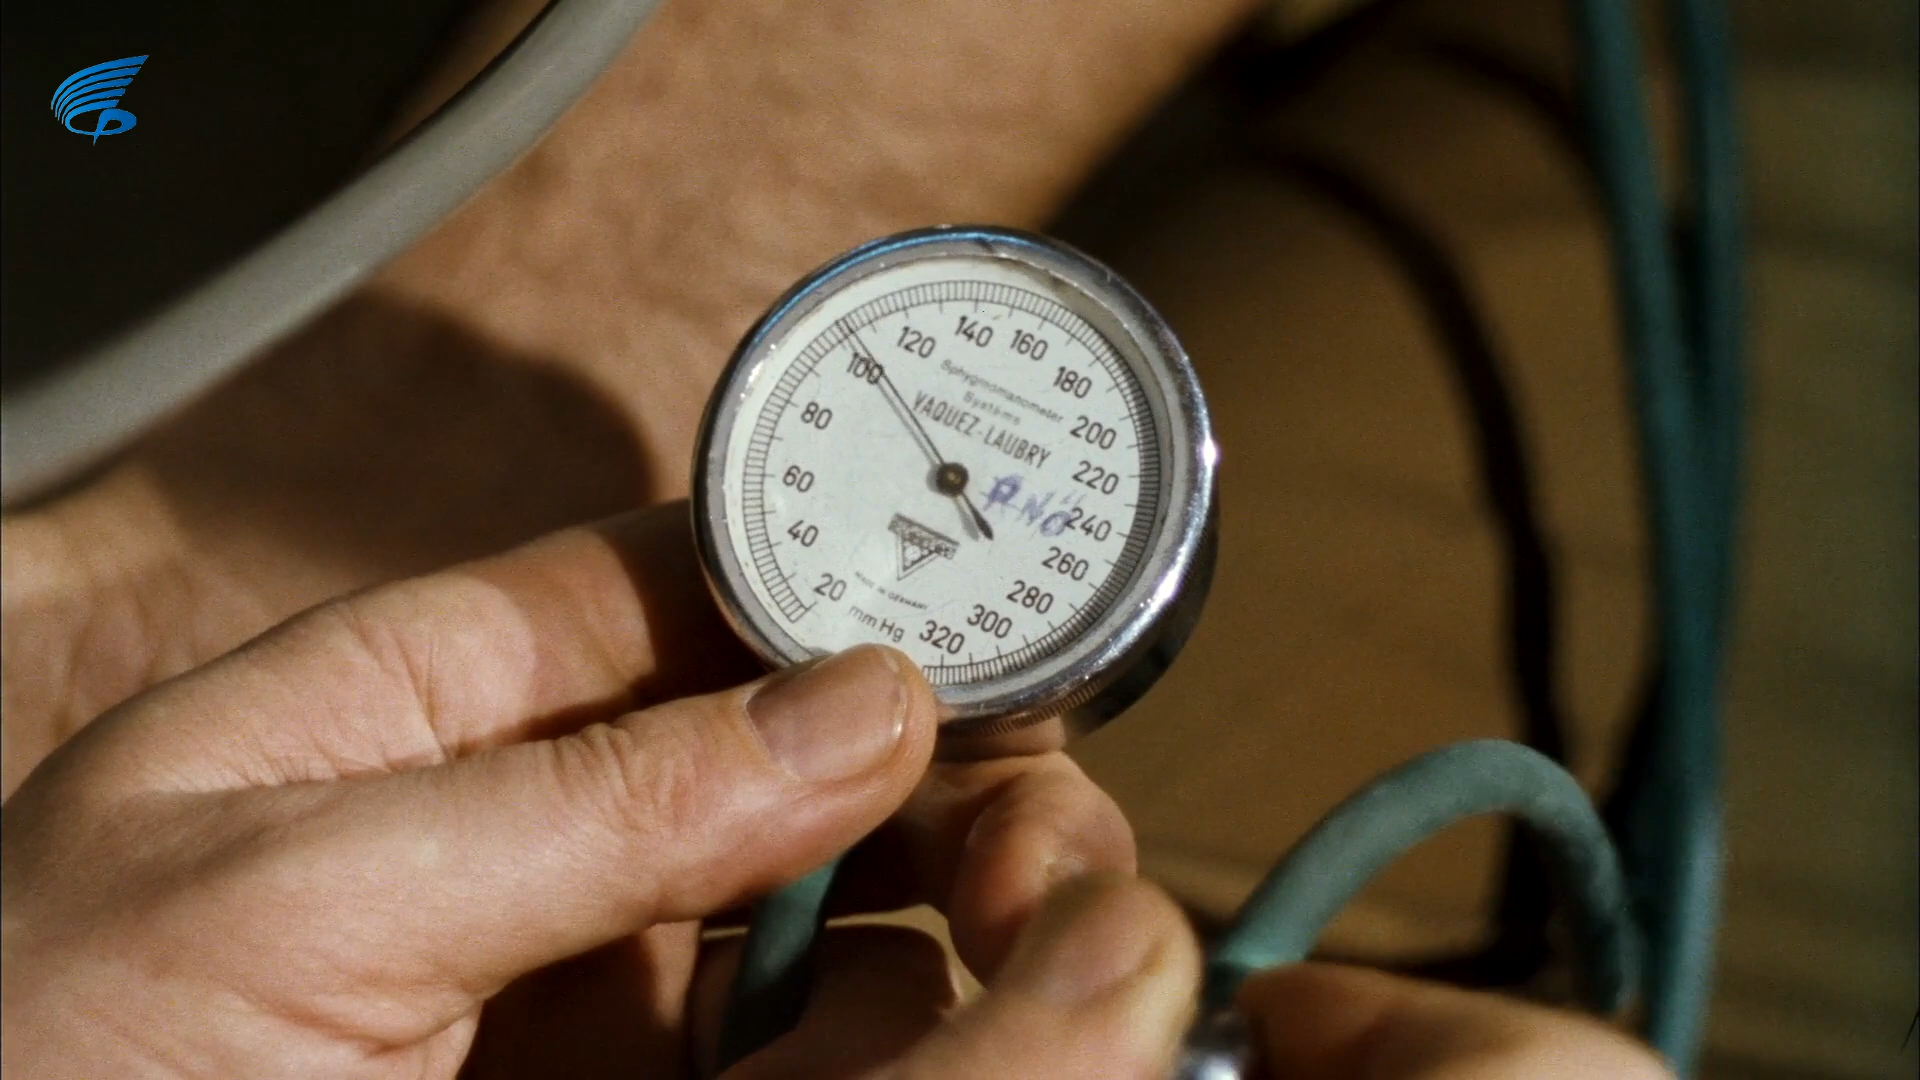 140 160
120 180
100 200
80 220
60 240
40 260
20 280
mm Hg 320 300
Sphygmomanometer
Systéms
VAQUEZ-LAUBRY
MADE IN GERMANY